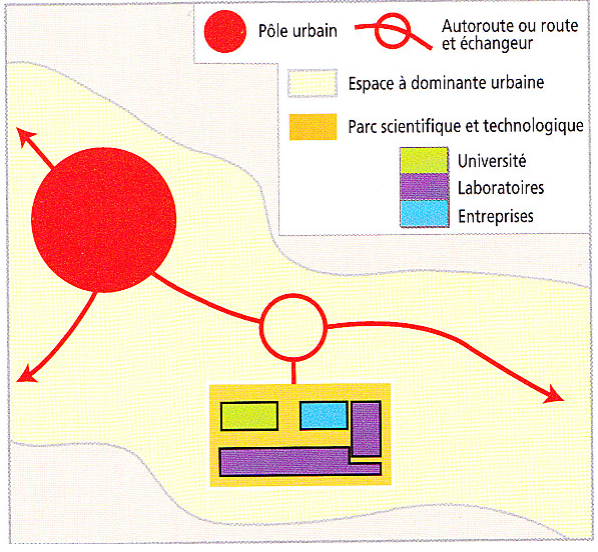 Pôle urbain
Autoroute ou route
et échangeur
Espace à dominante urbaine
Parc scientifique et technologique
Université
Laboratoires
Entreprises